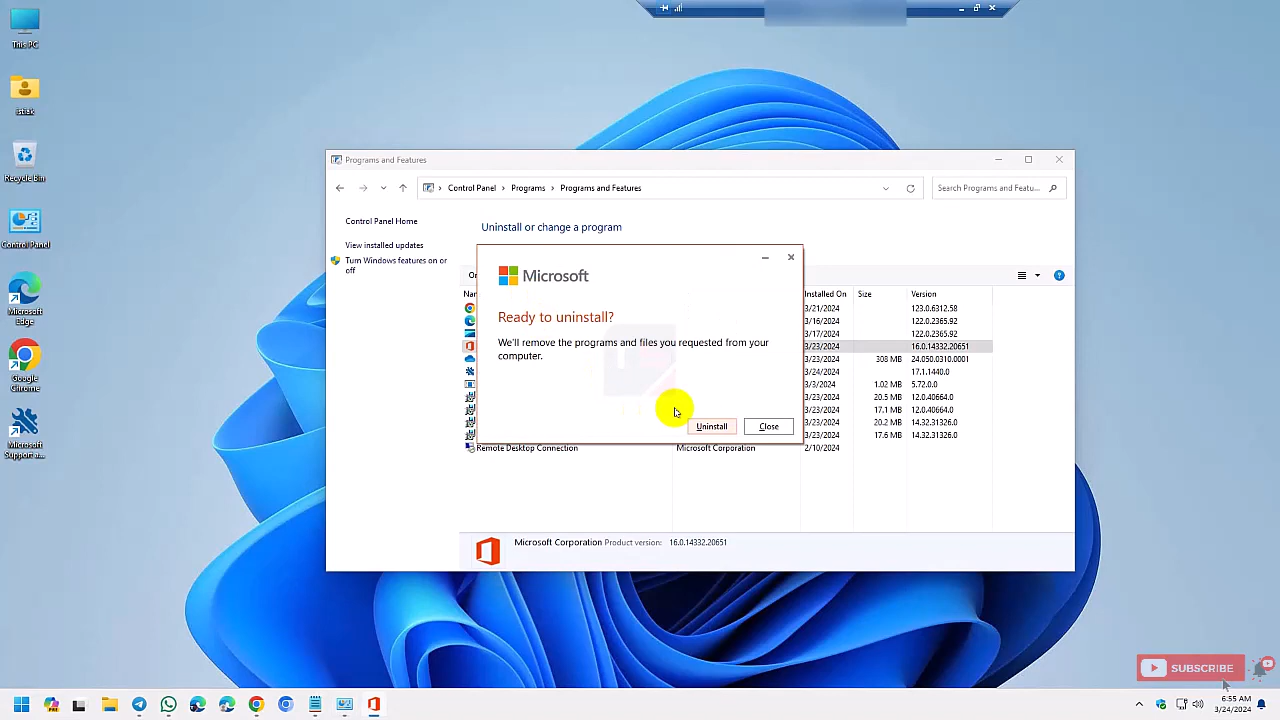 This PC
Recycle Bin
Control Panel
Microsoft
Edge
Google
Chrome
Microsoft
Support a...
Programs and Features
Control Panel > Programs > Programs and Features
Search Programs and Featu...
Control Panel Home
View installed updates
Turn Windows features on or
off
Uninstall or change a program
Installed On Size Version
3/21/2024 123.0.6312.58
3/16/2024 122.0.2365.92
3/17/2024 122.0.2365.92
3/23/2024 16.0.14332.20651
3/23/2024 308 MB 24.050.0310.0001
3/24/2024 17.1.1440.0
3/3/2024 1.02 MB 5.72.0.0
3/23/2024 20.5 MB 12.0.40664.0
3/23/2024 17.1 MB 12.0.40664.0
3/23/2024 20.2 MB 14.32.31326.0
3/23/2024 17.6 MB 14.32.31326.0
Remote Desktop Connection Microsoft Corporation 2/10/2024
Microsoft
Ready to uninstall?
We'll remove the programs and files you requested from your
computer.
Uninstall Close
Microsoft Corporation Product version: 16.0.14332.20651
SUBSCRIBE
6:55 AM
3/24/2024